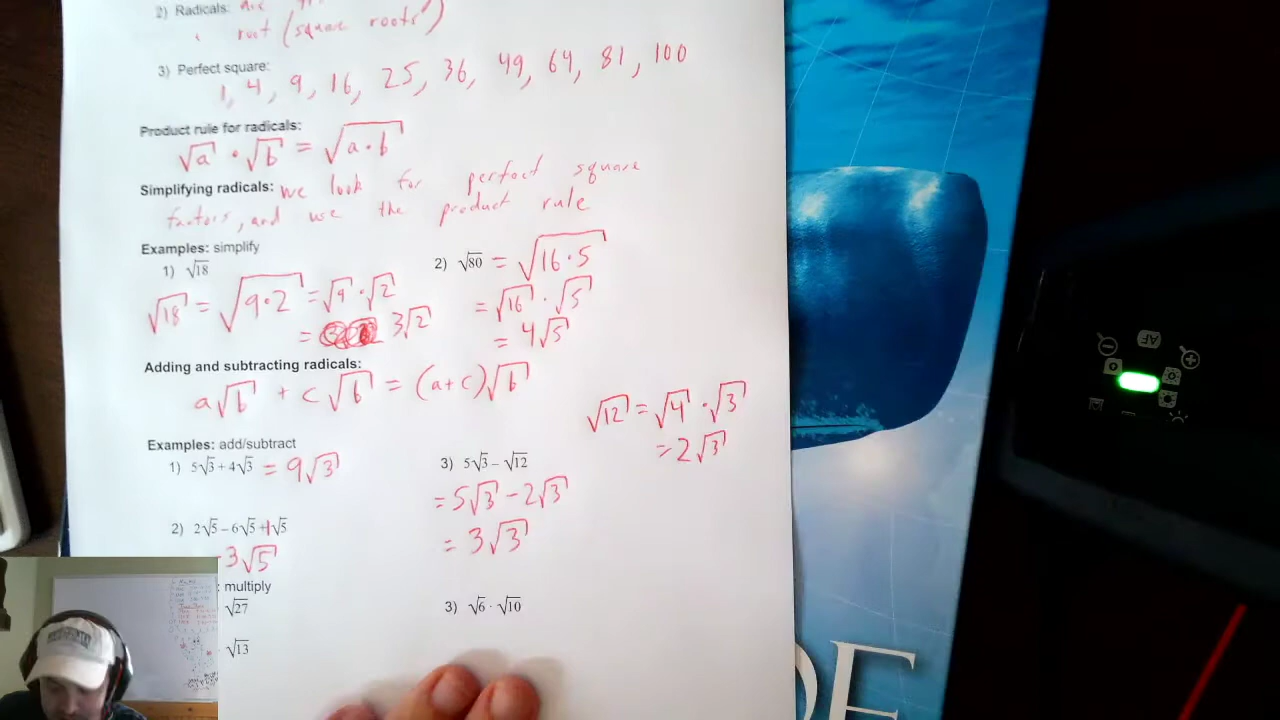 2) Radicals:
root (square roots)
3) Perfect square:
1, 4, 9, 16, 25, 36, 49, 64, 81, 100
Product rule for radicals:
√a · √b = √a·b
Simplifying radicals: we look for perfect square
factors, and use the product rule
Examples: simplify
1) √18
√18 = √9·2 = √9 · √2
= 3√2
2) √80 = √16·5
= √16 · √5
= 4√5
Adding and subtracting radicals:
a√b + c√b = (a+c)√b
√12 = √4 · √3
= 2√3
Examples: add/subtract
1) 5√3 + 4√3 = 9√3
3) 5√3 – √12
= 5√3 – 2√3
= 3√3
2) 2√5 – 6√5 + 1√5
3√5
: multiply
√27
3) √6 · √10
√13
DE
AF